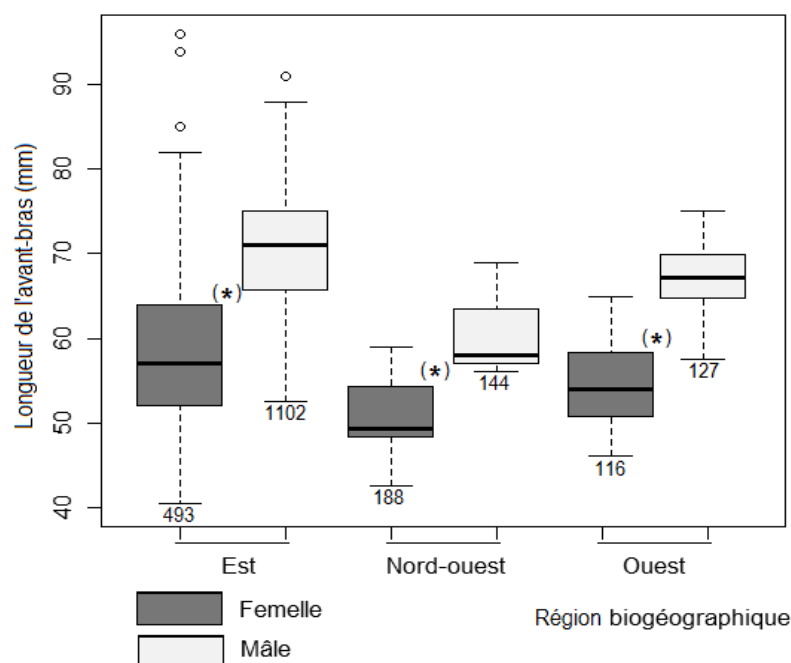 Longueur de l'avant-bras (mm)
90
80
70
60
50
40
(*)
(*)
(*)
493
1102
188
144
116
127
Est
Nord-ouest
Ouest
Femelle
Mâle
Région biogéographique